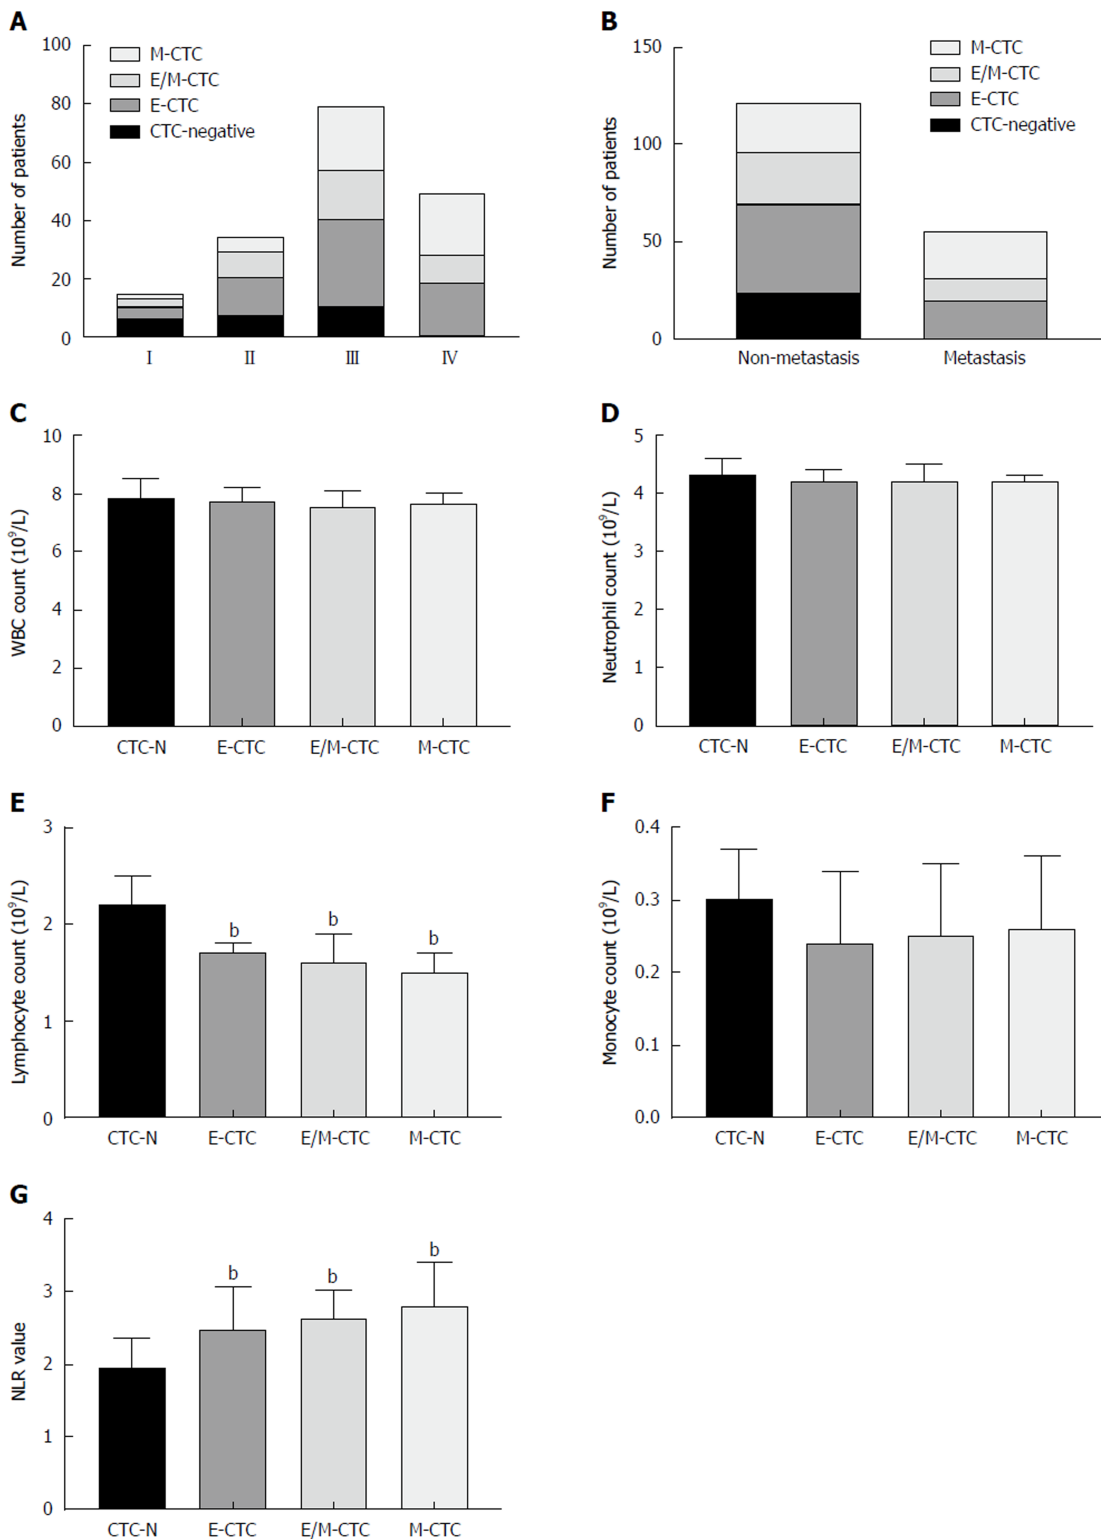 A
Number of patients
100
80
60
40
20
0
M-CTC
E/M-CTC
E-CTC
CTC-negative
I II III IV
B
Number of patients
150
100
50
0
M-CTC
E/M-CTC
E-CTC
CTC-negative
Non-metastasis Metastasis
C
WBC count (10⁹/L)
10
8
6
4
2
0
CTC-N E-CTC E/M-CTC M-CTC
D
Neutrophil count (10⁹/L)
5
4
3
2
1
0
CTC-N E-CTC E/M-CTC M-CTC
E
Lymphocyte count (10⁹/L)
3
2
1
0
b b b
CTC-N E-CTC E/M-CTC M-CTC
F
Monocyte count (10⁹/L)
0.4
0.3
0.2
0.1
0.0
CTC-N E-CTC E/M-CTC M-CTC
G
NLR value
4
3
2
1
0
b b b
CTC-N E-CTC E/M-CTC M-CTC